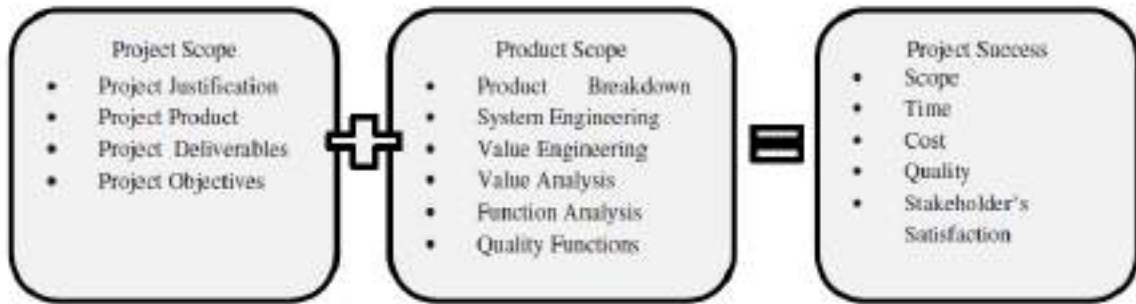 Project Scope
• Project Justification
• Project Product
• Project Deliverables
• Project Objectives
Product Scope
• Product Breakdown
• System Engineering
• Value Engineering
• Value Analysis
• Function Analysis
• Quality Functions
Project Success
• Scope
• Time
• Cost
• Quality
• Stakeholder's
Satisfaction